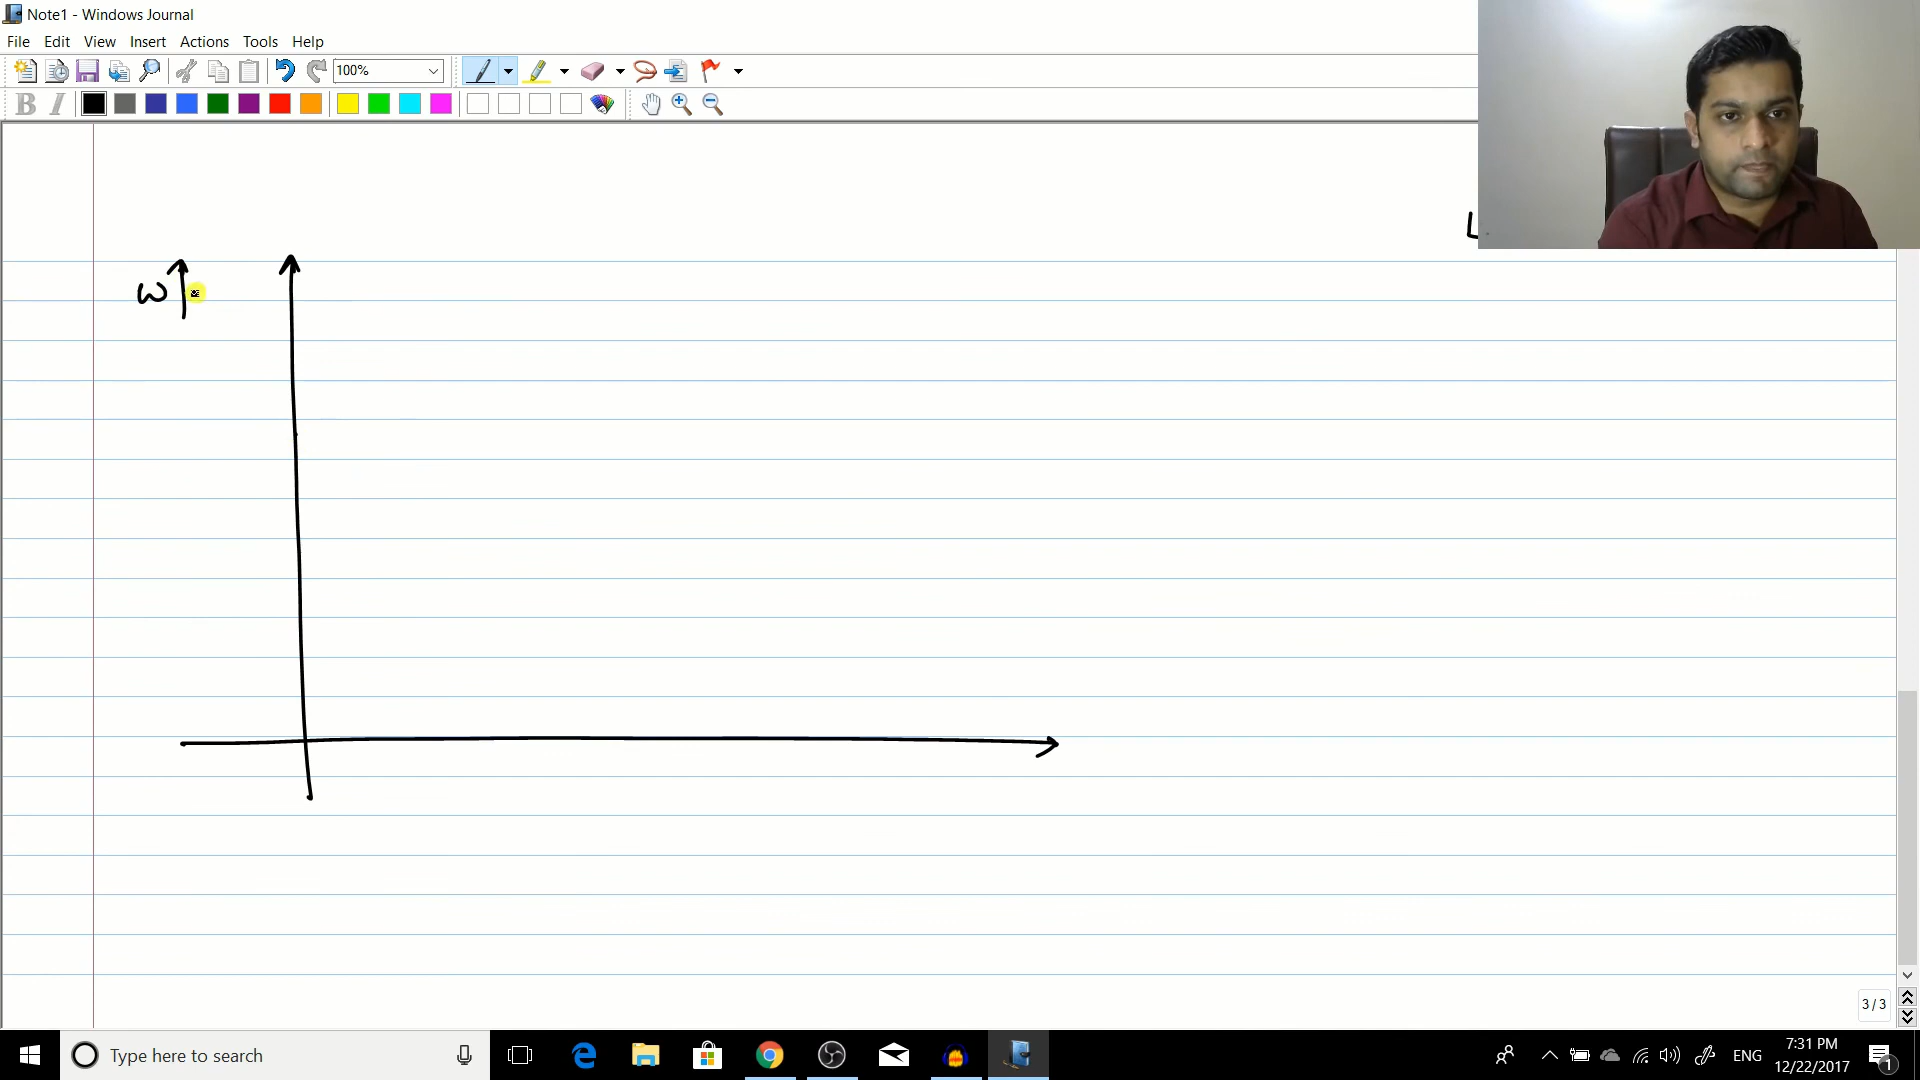 Note1 - Windows Journal
File Edit View Insert Actions Tools Help
100%
B I
ω
3 / 3
Type here to search
ENG
7:31 PM
12/22/2017
1